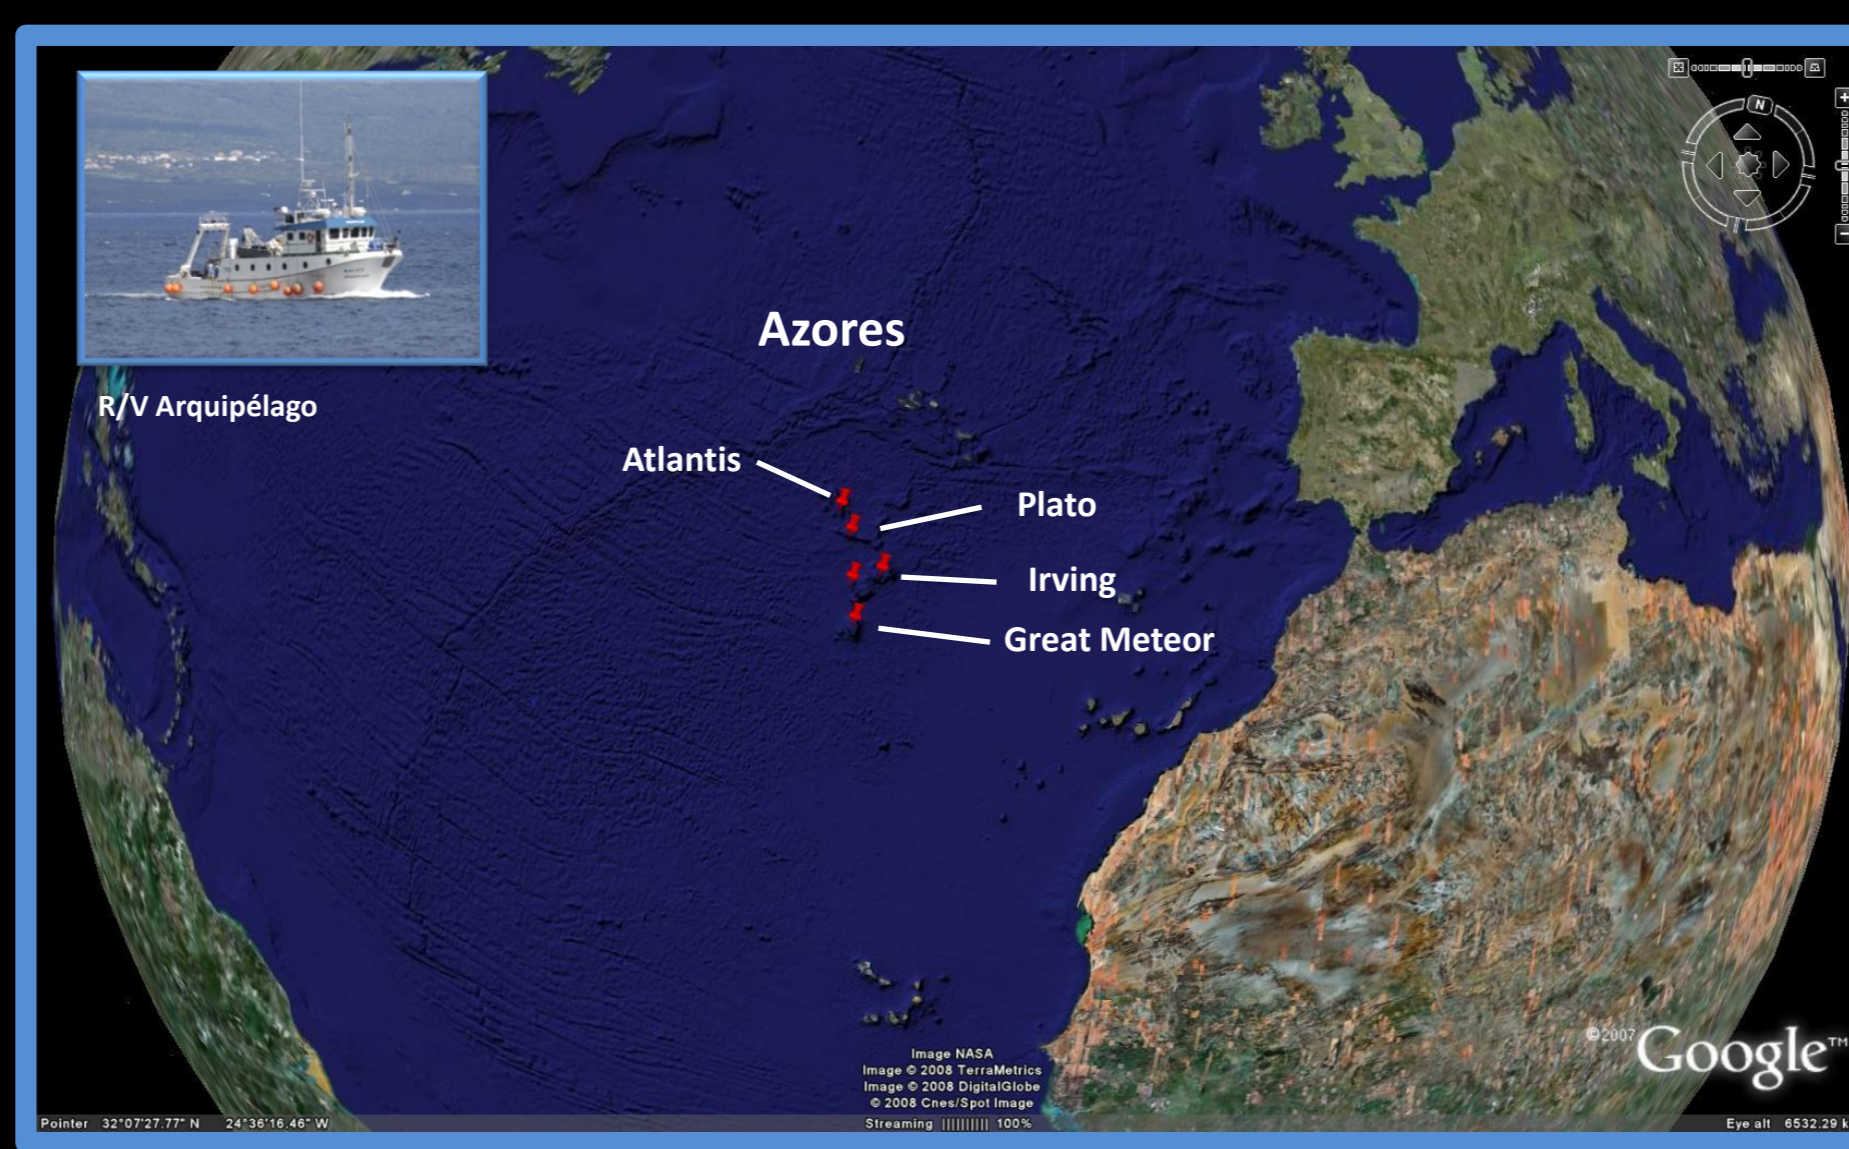 N
Azores
R/V Arquipélago
Atlantis
Plato
Irving
Great Meteor
©2007 Google™
Image NASA
Image © 2008 TerraMetrics
Image © 2008 DigitalGlobe
© 2008 Cnes/Spot Image
Pointer 32°07'27.77" N 24°36'16.46" W
Streaming |||||||||| 100%
Eye alt 6532.29 k